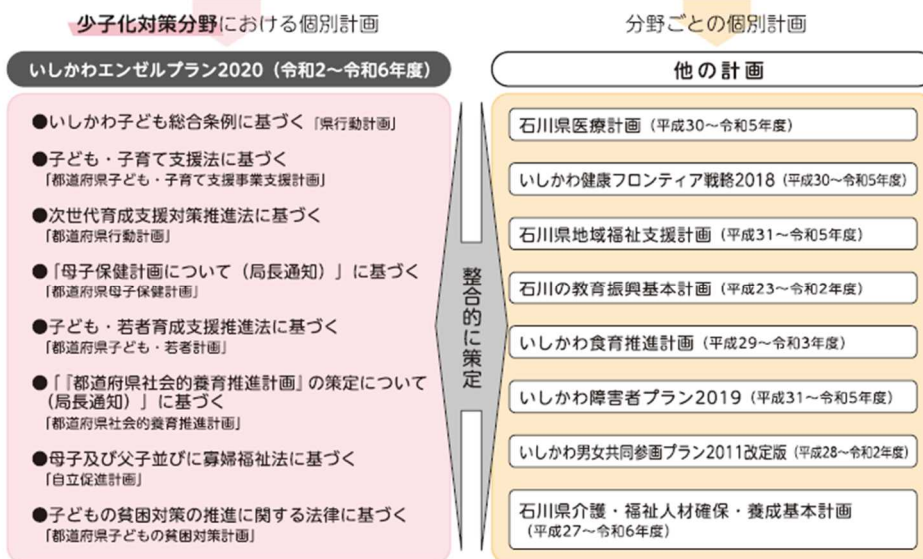 少子化対策分野における個別計画
いしかわエンゼルプラン2020（令和2～令和6年度）
●いしかわ子ども総合条例に基づく「県行動計画」
●子ども・子育て支援法に基づく
「都道府県子ども・子育て支援事業支援計画」
●次世代育成支援対策推進法に基づく
「都道府県行動計画」
●「母子保健計画について（局長通知）」に基づく
「都道府県母子保健計画」
●子ども・若者育成支援推進法に基づく
「都道府県子ども・若者計画」
●「『都道府県社会的養育推進計画』の策定について
（局長通知）」に基づく
「都道府県社会的養育推進計画」
●母子及び父子並びに寡婦福祉法に基づく
「自立促進計画」
●子どもの貧困対策の推進に関する法律に基づく
「都道府県子どもの貧困対策計画」
整合的に策定
分野ごとの個別計画
他の計画
石川県医療計画（平成30～令和5年度）
いしかわ健康フロンティア戦略2018（平成30～令和5年度）
石川県地域福祉支援計画（平成31～令和5年度）
石川の教育振興基本計画（平成23～令和2年度）
いしかわ食育推進計画（平成29～令和3年度）
いしかわ障害者プラン2019（平成31～令和5年度）
いしかわ男女共同参画プラン2011改定版（平成28～令和2年度）
石川県介護・福祉人材確保・養成基本計画
（平成27～令和6年度）